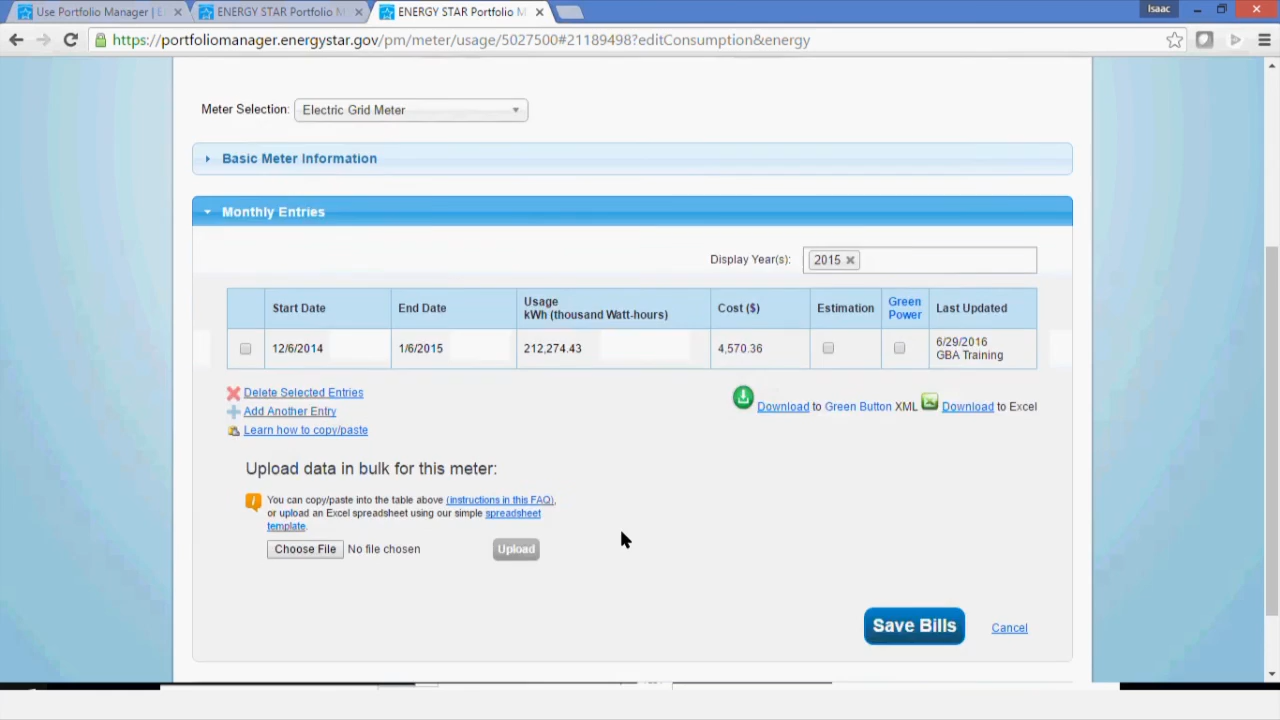 Use Portfolio Manager | E
ENERGY STAR Portfolio M
ENERGY STAR Portfolio M
Isaac
https://portfoliomanager.energystar.gov/pm/meter/usage/5027500#21189498?editConsumption&energy
Meter Selection: Electric Grid Meter
Basic Meter Information
Monthly Entries
Display Year(s): 2015
Start Date End Date Usage kWh (thousand Watt-hours) Cost ($) Estimation Green Power Last Updated
12/6/2014 1/6/2015 212,274.43 4,570.36 6/29/2016 GBA Training
Delete Selected Entries
Add Another Entry
Learn how to copy/paste
Download to Green Button XML Download to Excel
Upload data in bulk for this meter:
You can copy/paste into the table above (instructions in this FAQ),
or upload an Excel spreadsheet using our simple spreadsheet
template.
Choose File No file chosen Upload
Save Bills Cancel